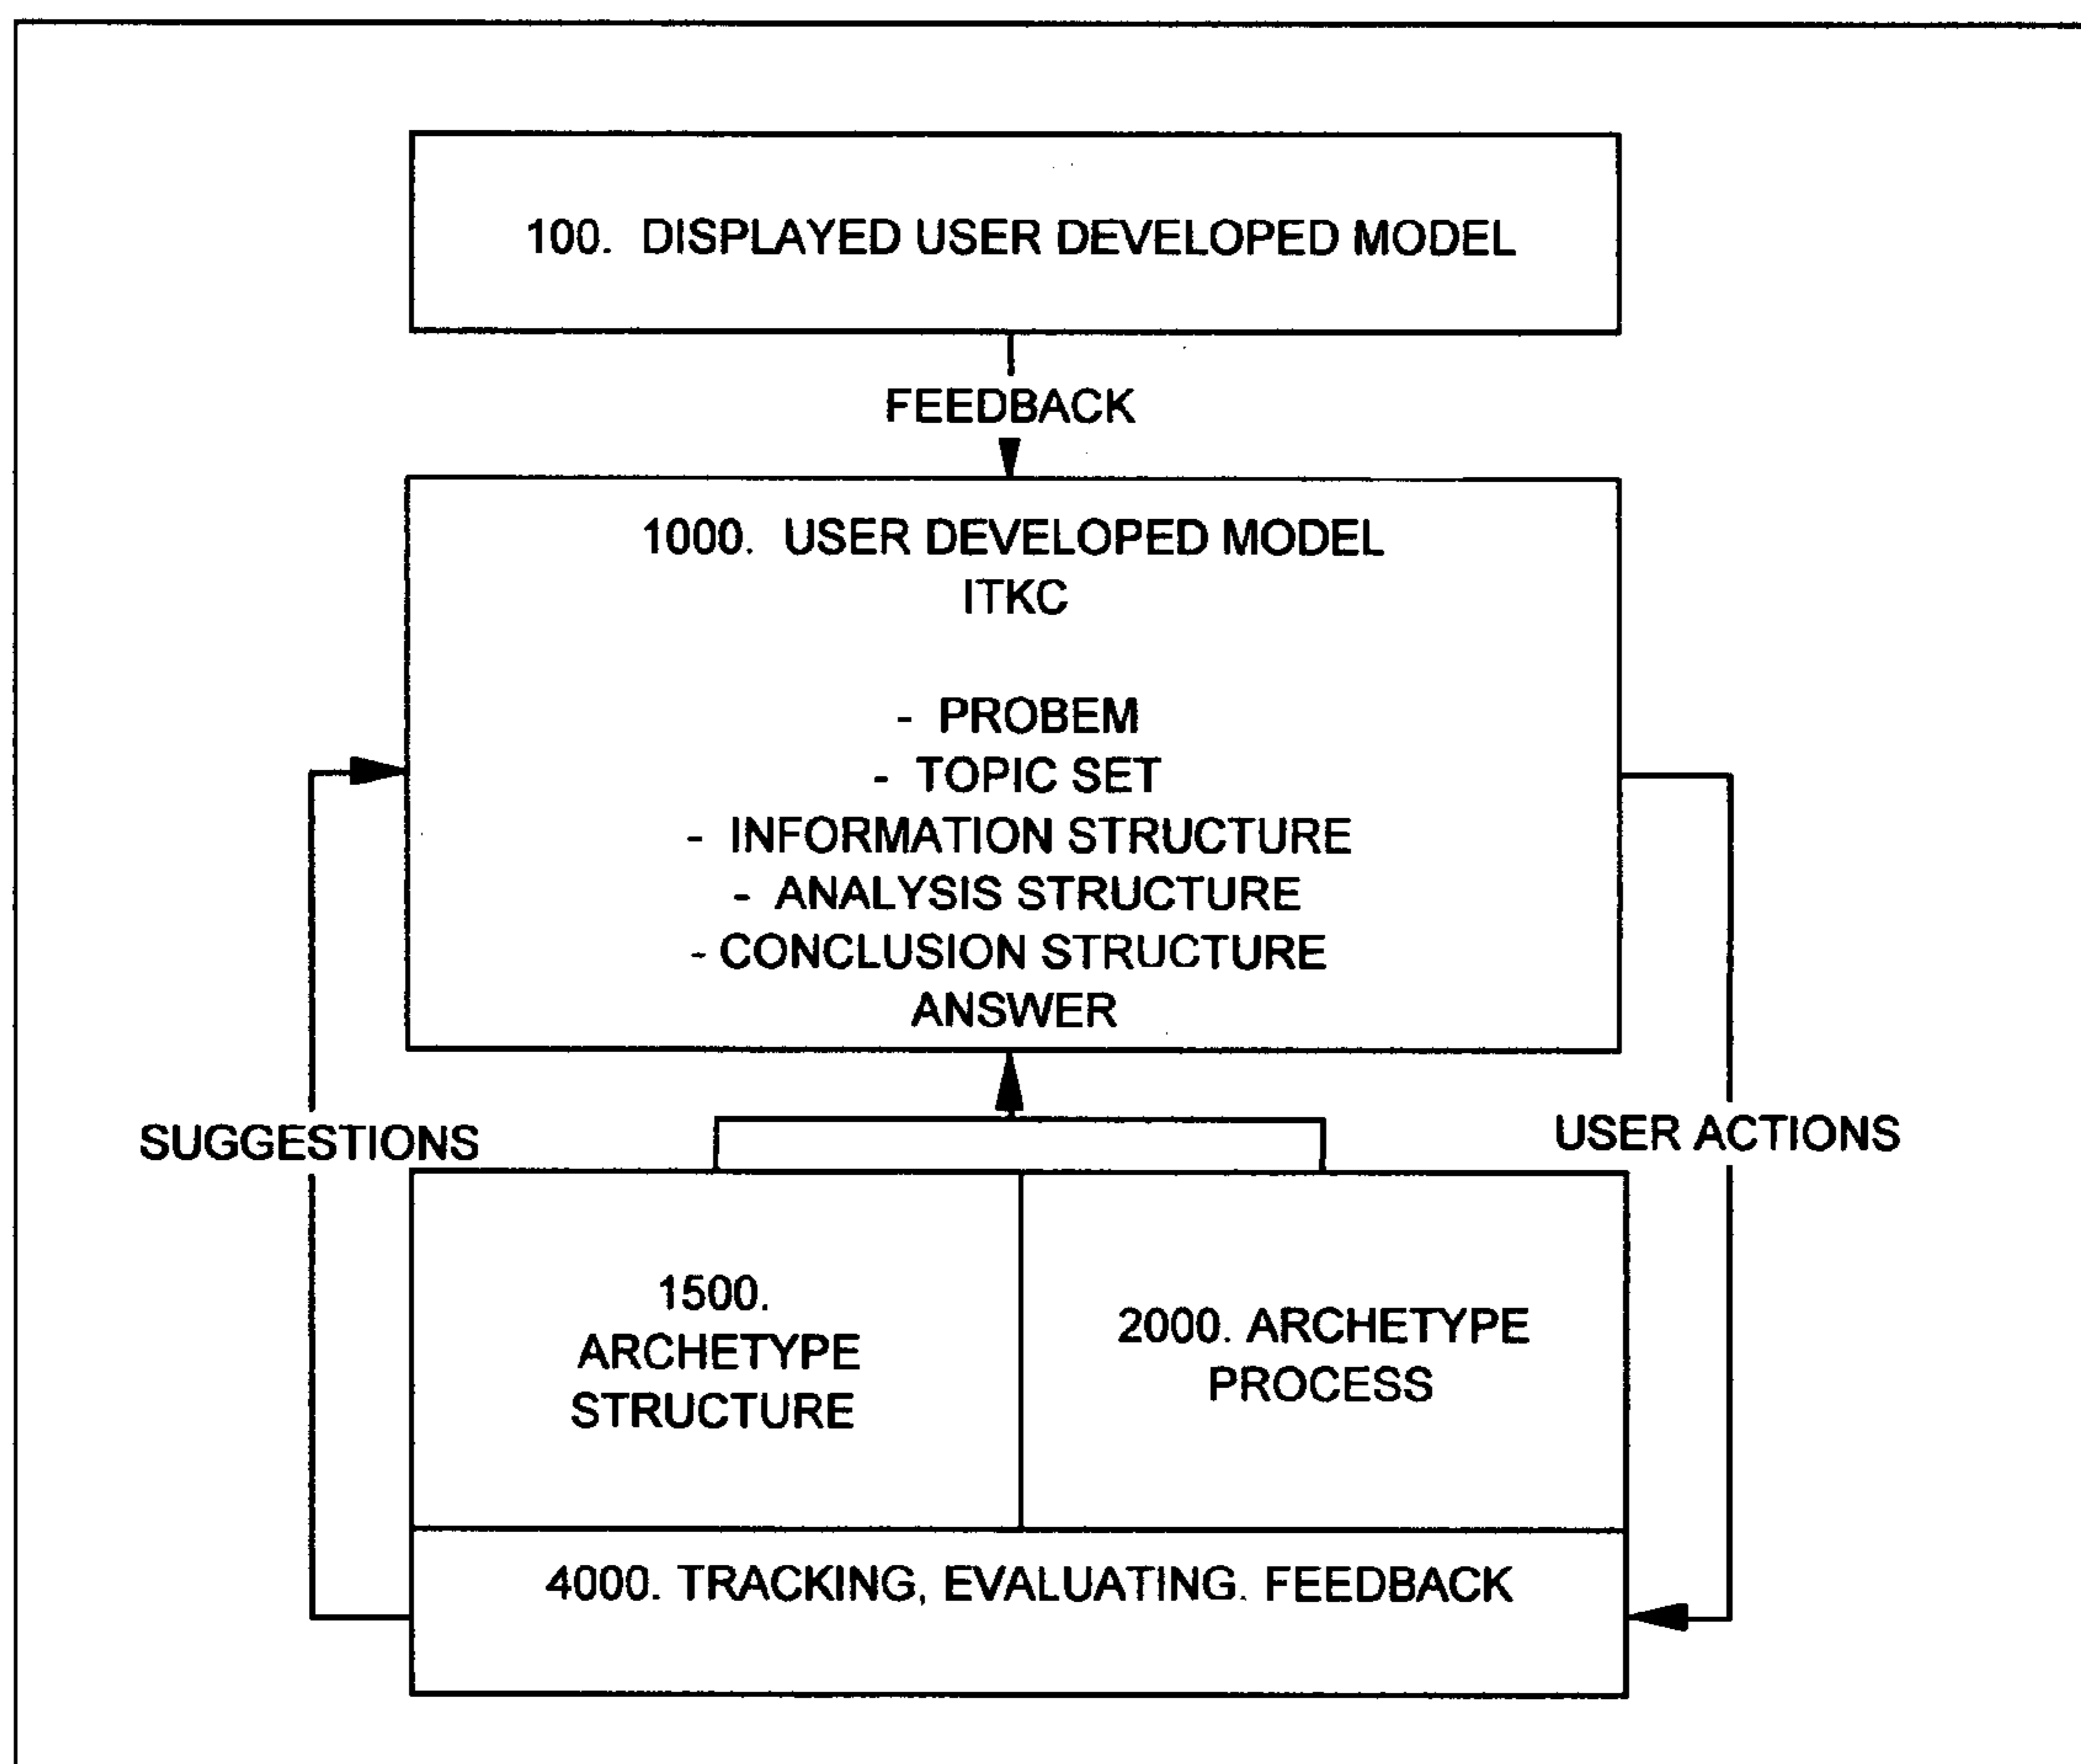 100. DISPLAYED USER DEVELOPED MODEL
FEEDBACK
1000. USER DEVELOPED MODEL
ITKC
- PROBEM
- TOPIC SET
- INFORMATION STRUCTURE
- ANALYSIS STRUCTURE
- CONCLUSION STRUCTURE
ANSWER
SUGGESTIONS
USER ACTIONS
1500.
ARCHETYPE
STRUCTURE
2000. ARCHETYPE
PROCESS
4000. TRACKING, EVALUATING. FEEDBACK